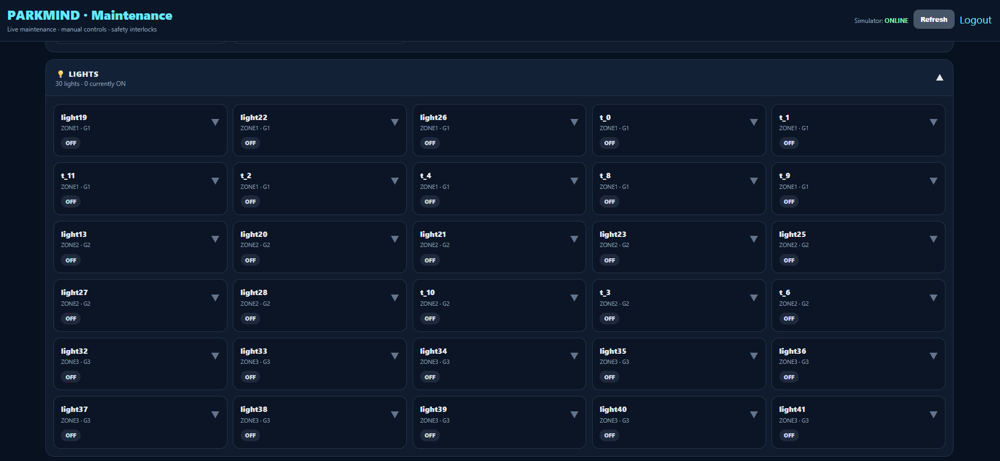 PARKMIND · Maintenance
Live maintenance · manual controls · safety interlocks
Simulator: ONLINE
Refresh
Logout
LIGHTS
30 lights · 0 currently ON
light19
ZONE1 · G1
OFF
light22
ZONE1 · G1
OFF
light26
ZONE1 · G1
OFF
t_0
ZONE1 · G1
OFF
t_1
ZONE1 · G1
OFF
t_11
ZONE1 · G1
OFF
t_2
ZONE1 · G1
OFF
t_4
ZONE1 · G1
OFF
t_8
ZONE1 · G1
OFF
t_9
ZONE1 · G1
OFF
light13
ZONE2 · G2
OFF
light20
ZONE2 · G2
OFF
light21
ZONE2 · G2
OFF
light23
ZONE2 · G2
OFF
light25
ZONE2 · G2
OFF
light27
ZONE2 · G2
OFF
light28
ZONE2 · G2
OFF
t_10
ZONE2 · G2
OFF
t_3
ZONE2 · G2
OFF
t_6
ZONE2 · G2
OFF
light32
ZONE3 · G3
OFF
light33
ZONE3 · G3
OFF
light34
ZONE3 · G3
OFF
light35
ZONE3 · G3
OFF
light36
ZONE3 · G3
OFF
light37
ZONE3 · G3
OFF
light38
ZONE3 · G3
OFF
light39
ZONE3 · G3
OFF
light40
ZONE3 · G3
OFF
light41
ZONE3 · G3
OFF